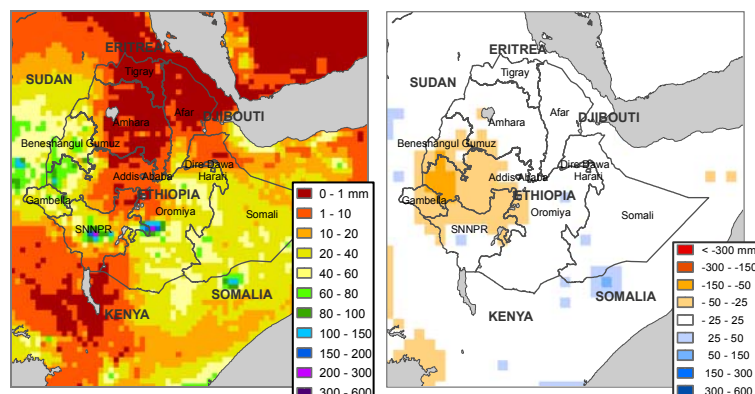 ERITREA
Tigray
SUDAN
Amhara
Afar
DJIBOUTI
Beneshangul Gumuz
Dire Dawa
Addis Ababa
Harari
ETHIOPIA
Gambella
Oromiya
Somali
SNNPR
SOMALIA
KENYA
0 - 1 mm
1 - 10
10 - 20
20 - 40
40 - 60
60 - 80
80 - 100
100 - 150
150 - 200
200 - 300
300 - 600
ERITREA
Tigray
SUDAN
Amhara
Afar
DJIBOUTI
Beneshangul Gumuz
Dire Dawa
Addis Ababa
Harari
ETHIOPIA
Gambella
Oromiya
Somali
SNNPR
SOMALIA
KENYA
< -300 mm
-300 - -150
-150 - -50
- 50 - -25
- 25 - 25
25 - 50
50 - 150
150 - 300
300 - 600